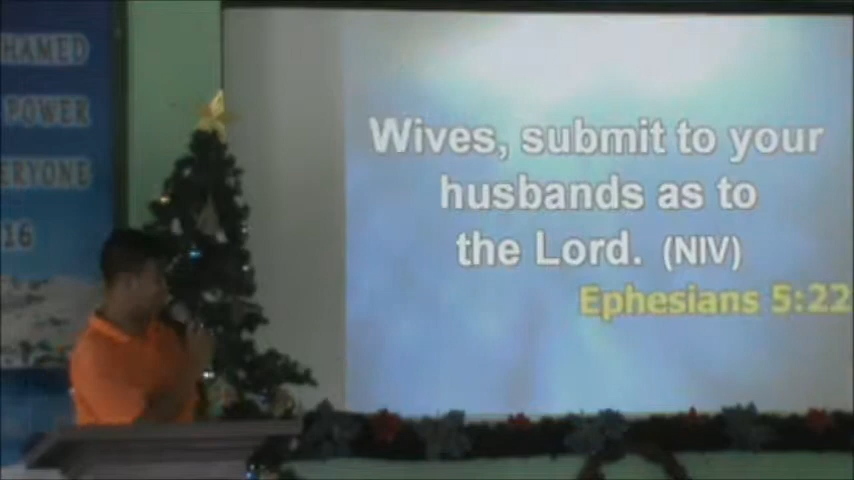 HAMED
POWER
ERYONE
16
Wives, submit to your
husbands as to
the Lord. (NIV)
Ephesians 5:22